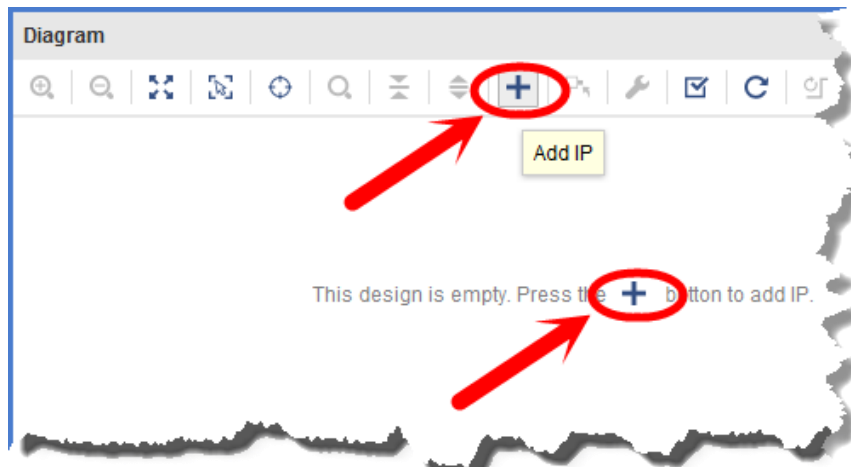 Diagram
Add IP
This design is empty. Press the + button to add IP.